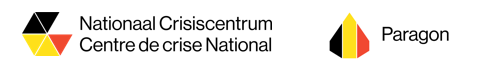 Nationaal Crisiscentrum
Centre de crise National
Paragon